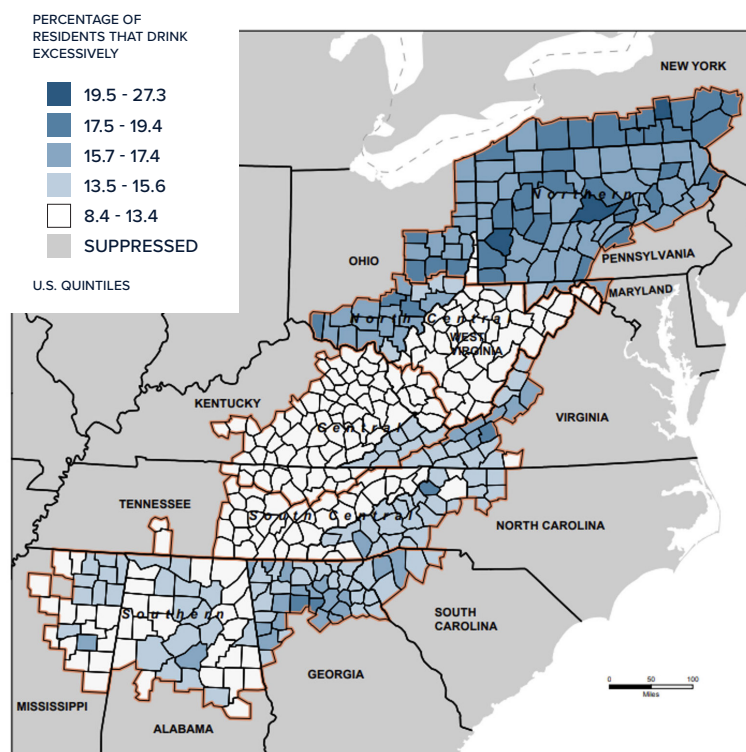 PERCENTAGE OF
RESIDENTS THAT DRINK
EXCESSIVELY
19.5 - 27.3
17.5 - 19.4
15.7 - 17.4
13.5 - 15.6
8.4 - 13.4
SUPPRESSED
U.S. QUINTILES
NEW YORK
Northern
PENNSYLVANIA
OHIO
MARYLAND
North Central
WEST
VIRGINIA
KENTUCKY
Central
VIRGINIA
TENNESSEE
South Central
NORTH CAROLINA
Southern
SOUTH
CAROLINA
GEORGIA
MISSISSIPPI
ALABAMA
0 50 100
Miles